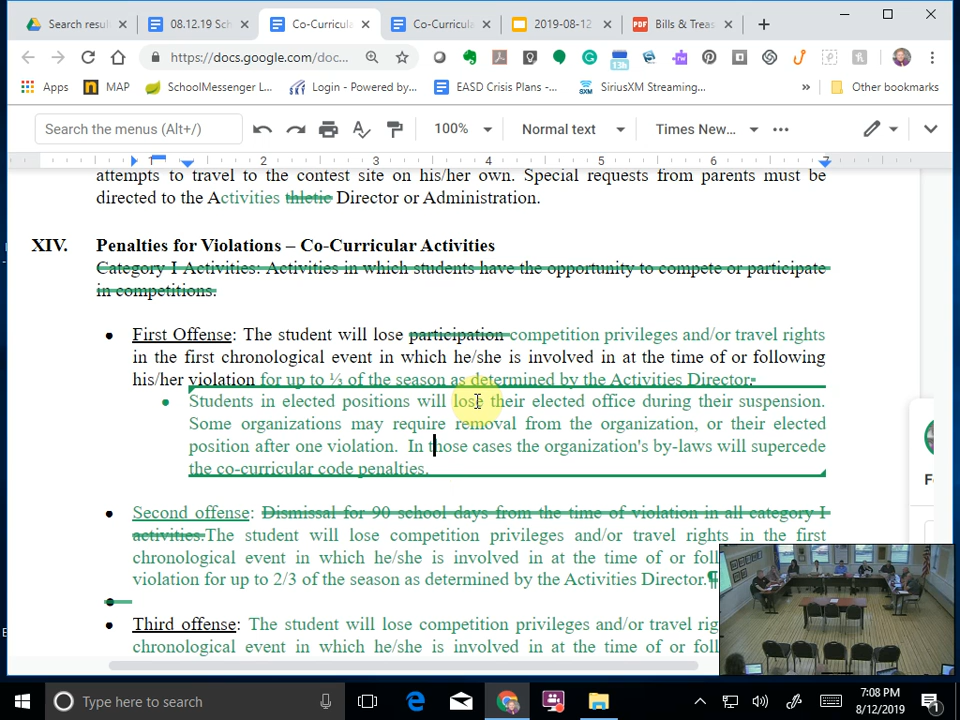 Search resu
08.12.19 Sch
Co-Curricula
Co-Curricula
2019-08-12
Bills & Treas
https://docs.google.com/doc...
13b
Apps
MAP
SchoolMessenger L...
Login - Powered by...
EASD Crisis Plans -...
SiriusXM Streaming...
»
Other bookmarks
Search the menus (Alt+/)
100%
Normal text
Times New...
1 2 3 4 5 6 7
attempts to travel to the contest site on his/her own. Special requests from parents must be
directed to the Activities thletic Director or Administration.
XIV. Penalties for Violations – Co-Curricular Activities
Category I Activities: Activities in which students have the opportunity to compete or participate
in competitions.
First Offense: The student will lose participation competition privileges and/or travel rights
in the first chronological event in which he/she is involved in at the time of or following
his/her violation for up to ⅓ of the season as determined by the Activities Director.
Students in elected positions will lose their elected office during their suspension.
Some organizations may require removal from the organization, or their elected
position after one violation. In those cases the organization's by-laws will supercede
the co-curricular code penalties.
Second offense: Dismissal for 90 school days from the time of violation in all category I
activities.The student will lose competition privileges and/or travel rights in the first
chronological event in which he/she is involved in at the time of or foll
violation for up to 2/3 of the season as determined by the Activities Director.¶
Third offense: The student will lose competition privileges and/or travel rig
chronological event in which he/she is involved in at the time of or foll
Type here to search
7:08 PM
8/12/2019
1